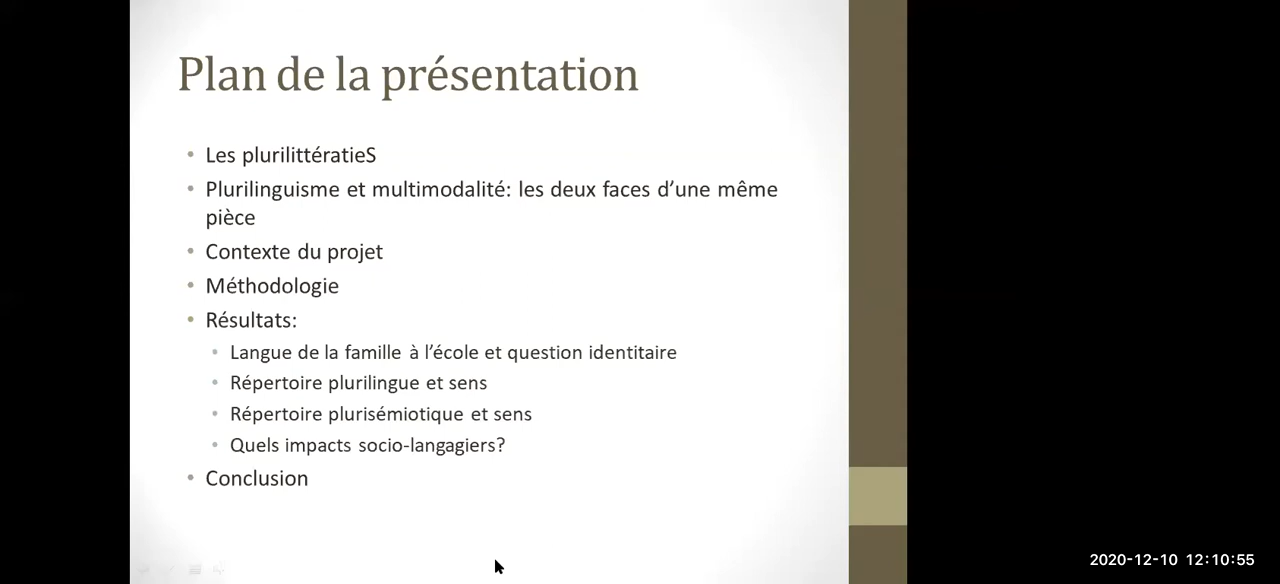 Plan de la présentation
• Les plurilittératieS
• Plurilinguisme et multimodalité: les deux faces d’une même
pièce
• Contexte du projet
• Méthodologie
• Résultats:
• Langue de la famille à l’école et question identitaire
• Répertoire plurilingue et sens
• Répertoire plurisémiotique et sens
• Quels impacts socio-langagiers?
• Conclusion
2020-12-10 12:10:55